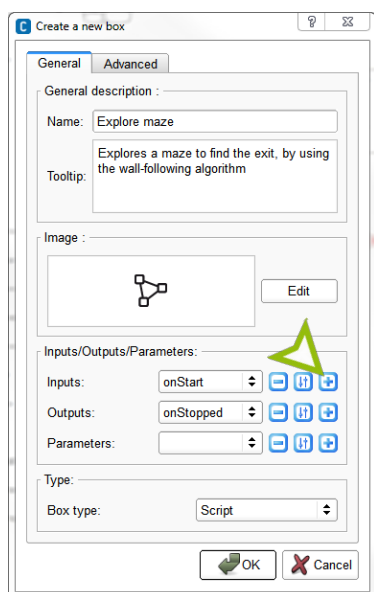 Create a new box
General
Advanced
General description :
Name:
Explore maze
Tooltip:
Explores a maze to find the exit, by using
the wall-following algorithm
Image :
Edit
Inputs/Outputs/Parameters:
Inputs:
onStart
Outputs:
onStopped
Parameters:
Type:
Box type:
Script
OK
Cancel